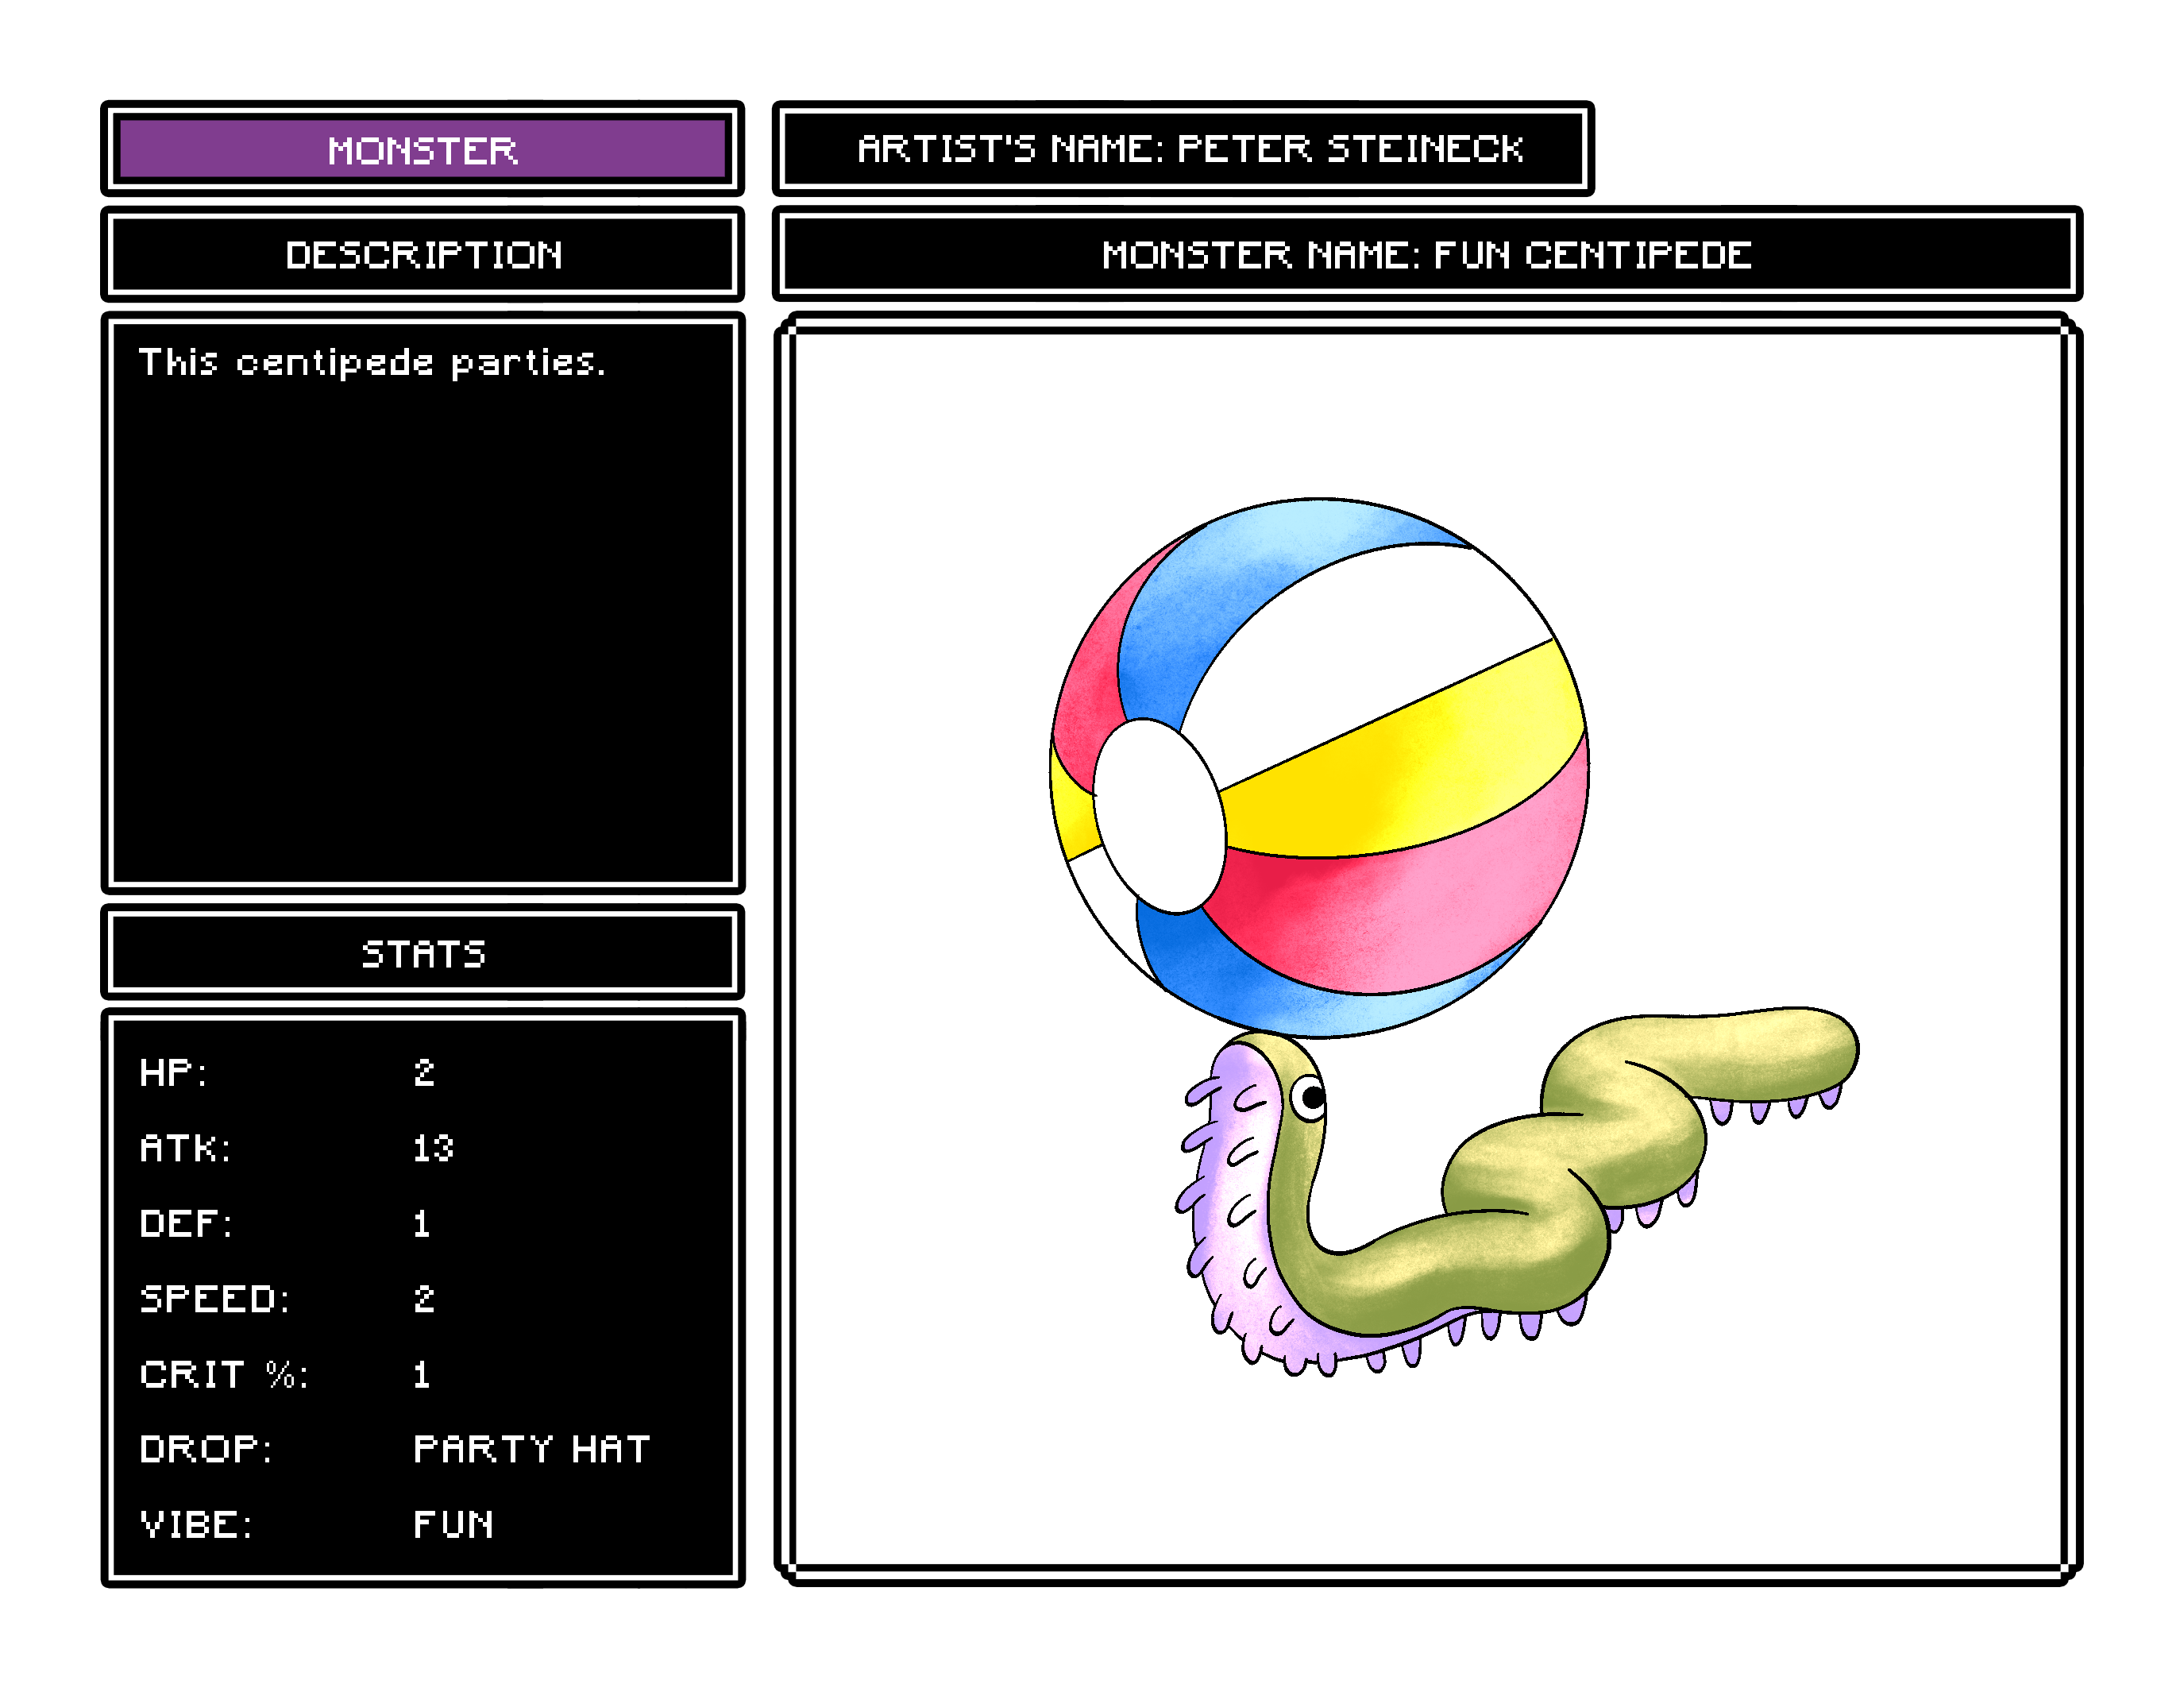 MONSTER
ARTIST'S NAME: PETER STEINECK
DESCRIPTION
MONSTER NAME: FUN CENTIPEDE
This centipede parties.
STATS
HP: 2
ATK: 13
DEF: 1
SPEED: 2
CRIT %: 1
DROP: PARTY HAT
VIBE: FUN